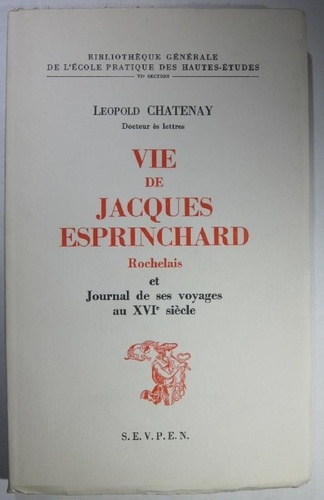 BIBLIOTHÈQUE GÉNÉRALE
DE L'ÉCOLE PRATIQUE DES HAUTES-ÉTUDES
VIe SECTION
LEOPOLD CHATENAY
Docteur ès lettres
VIE
DE
JACQUES
ESPRINCHARD
Rochelais
et
Journal de ses voyages
au XVIe siècle
S.E.V.P.E.N.